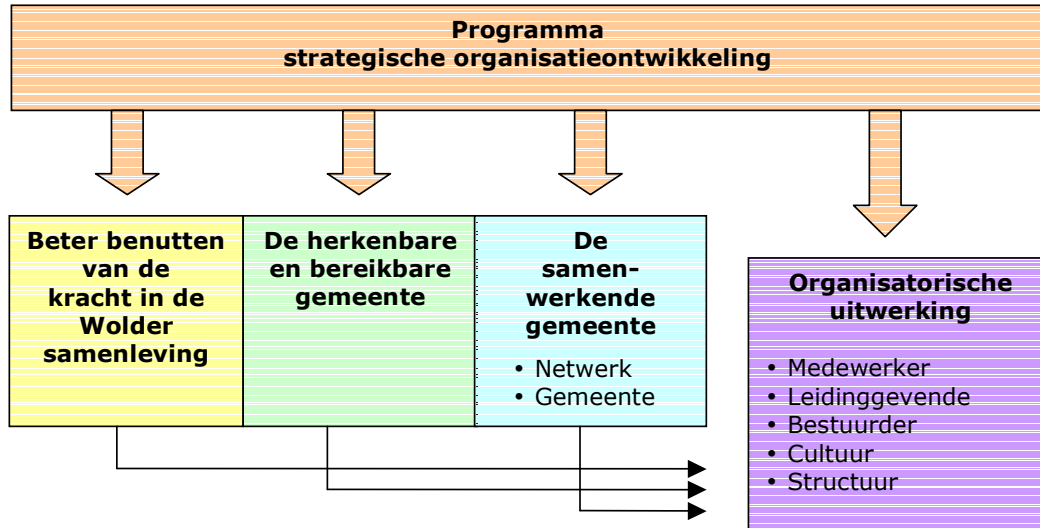 Programma
strategische organisatieontwikkeling
Beter benutten
van de
kracht in de
Wolder
samenleving
De herkenbare
en bereikbare
gemeente
De
samen-
werkende
gemeente
• Netwerk
• Gemeente
Organisatorische
uitwerking
• Medewerker
• Leidinggevende
• Bestuurder
• Cultuur
• Structuur